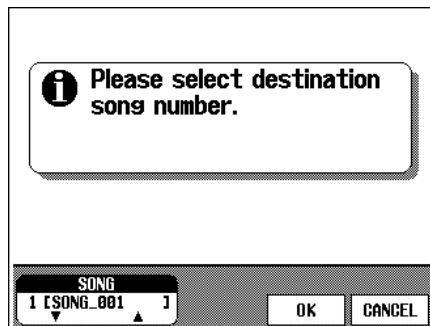 Please select destination
song number.
SONG
1 [SONG_001 ]
OK
CANCEL